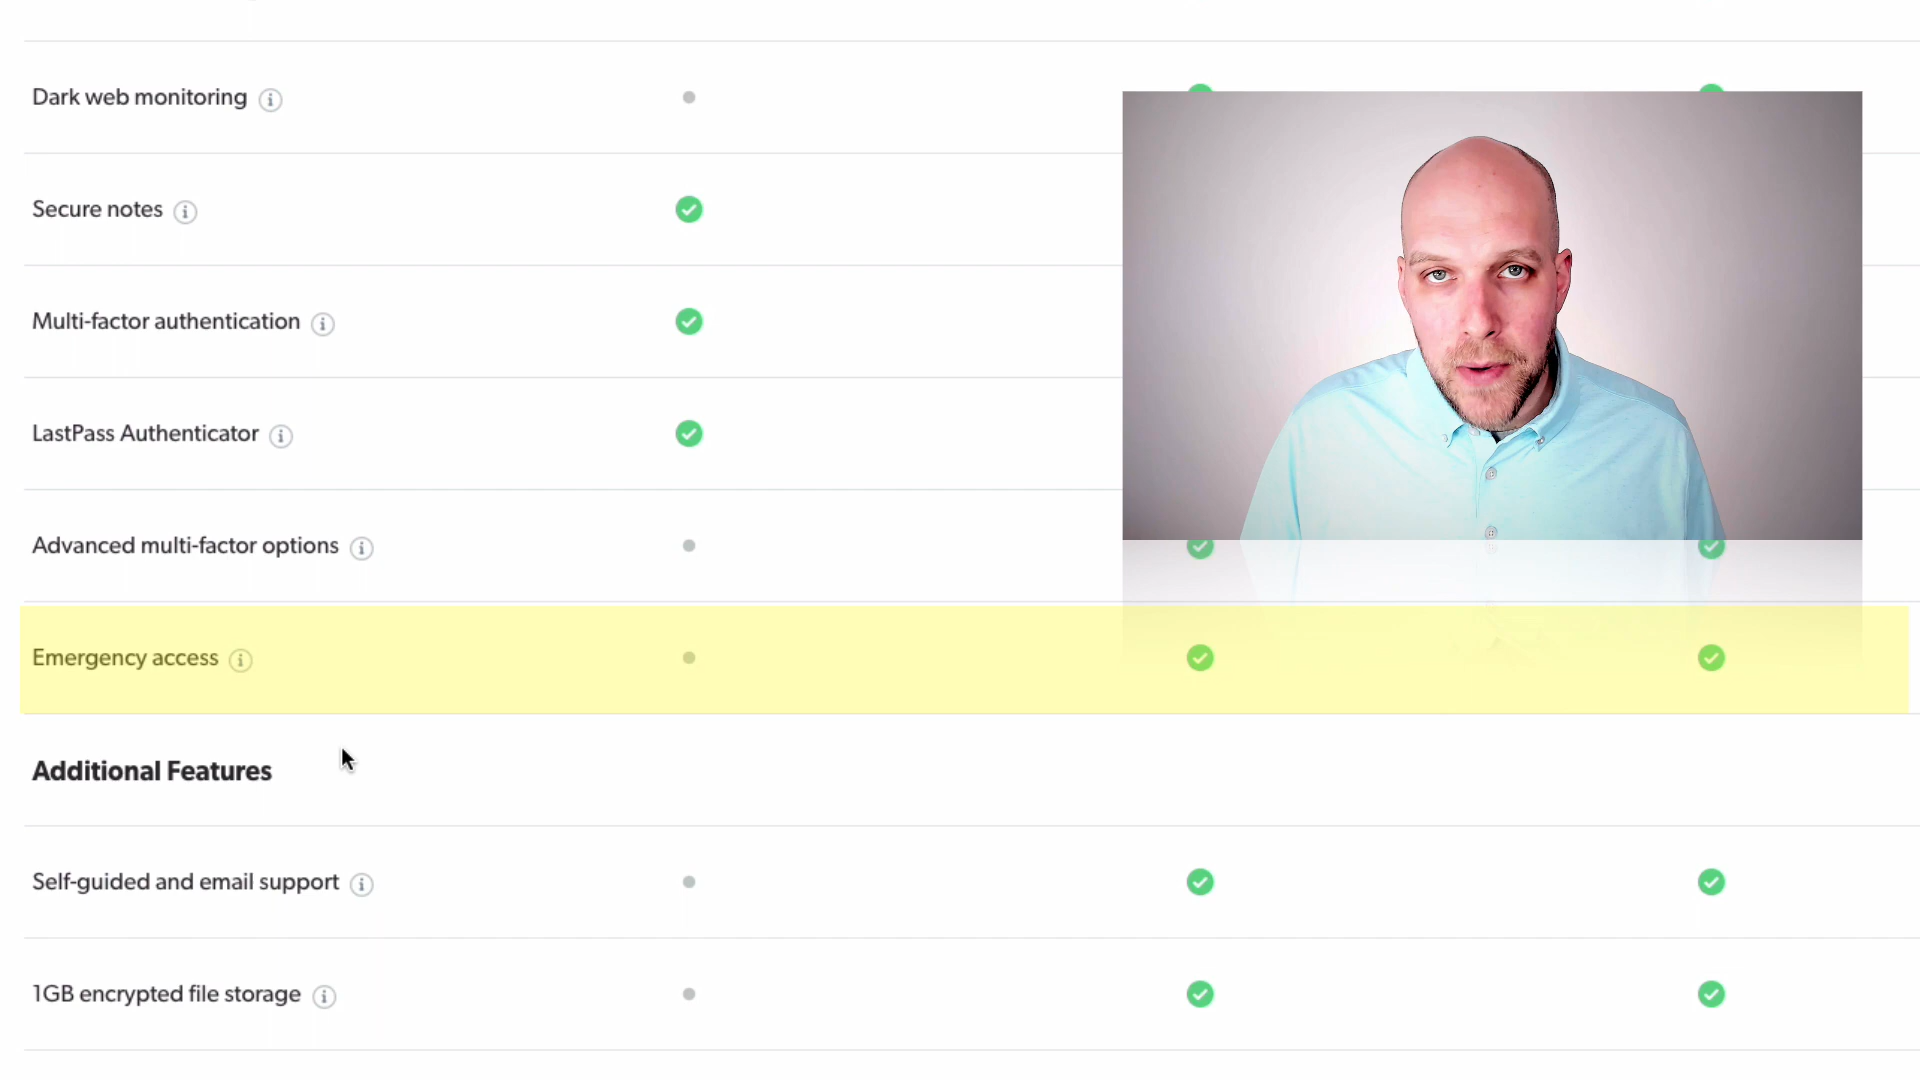 Dark web monitoring
Secure notes
Multi-factor authentication
LastPass Authenticator
Advanced multi-factor options
Emergency access
Additional Features
Self-guided and email support
1GB encrypted file storage